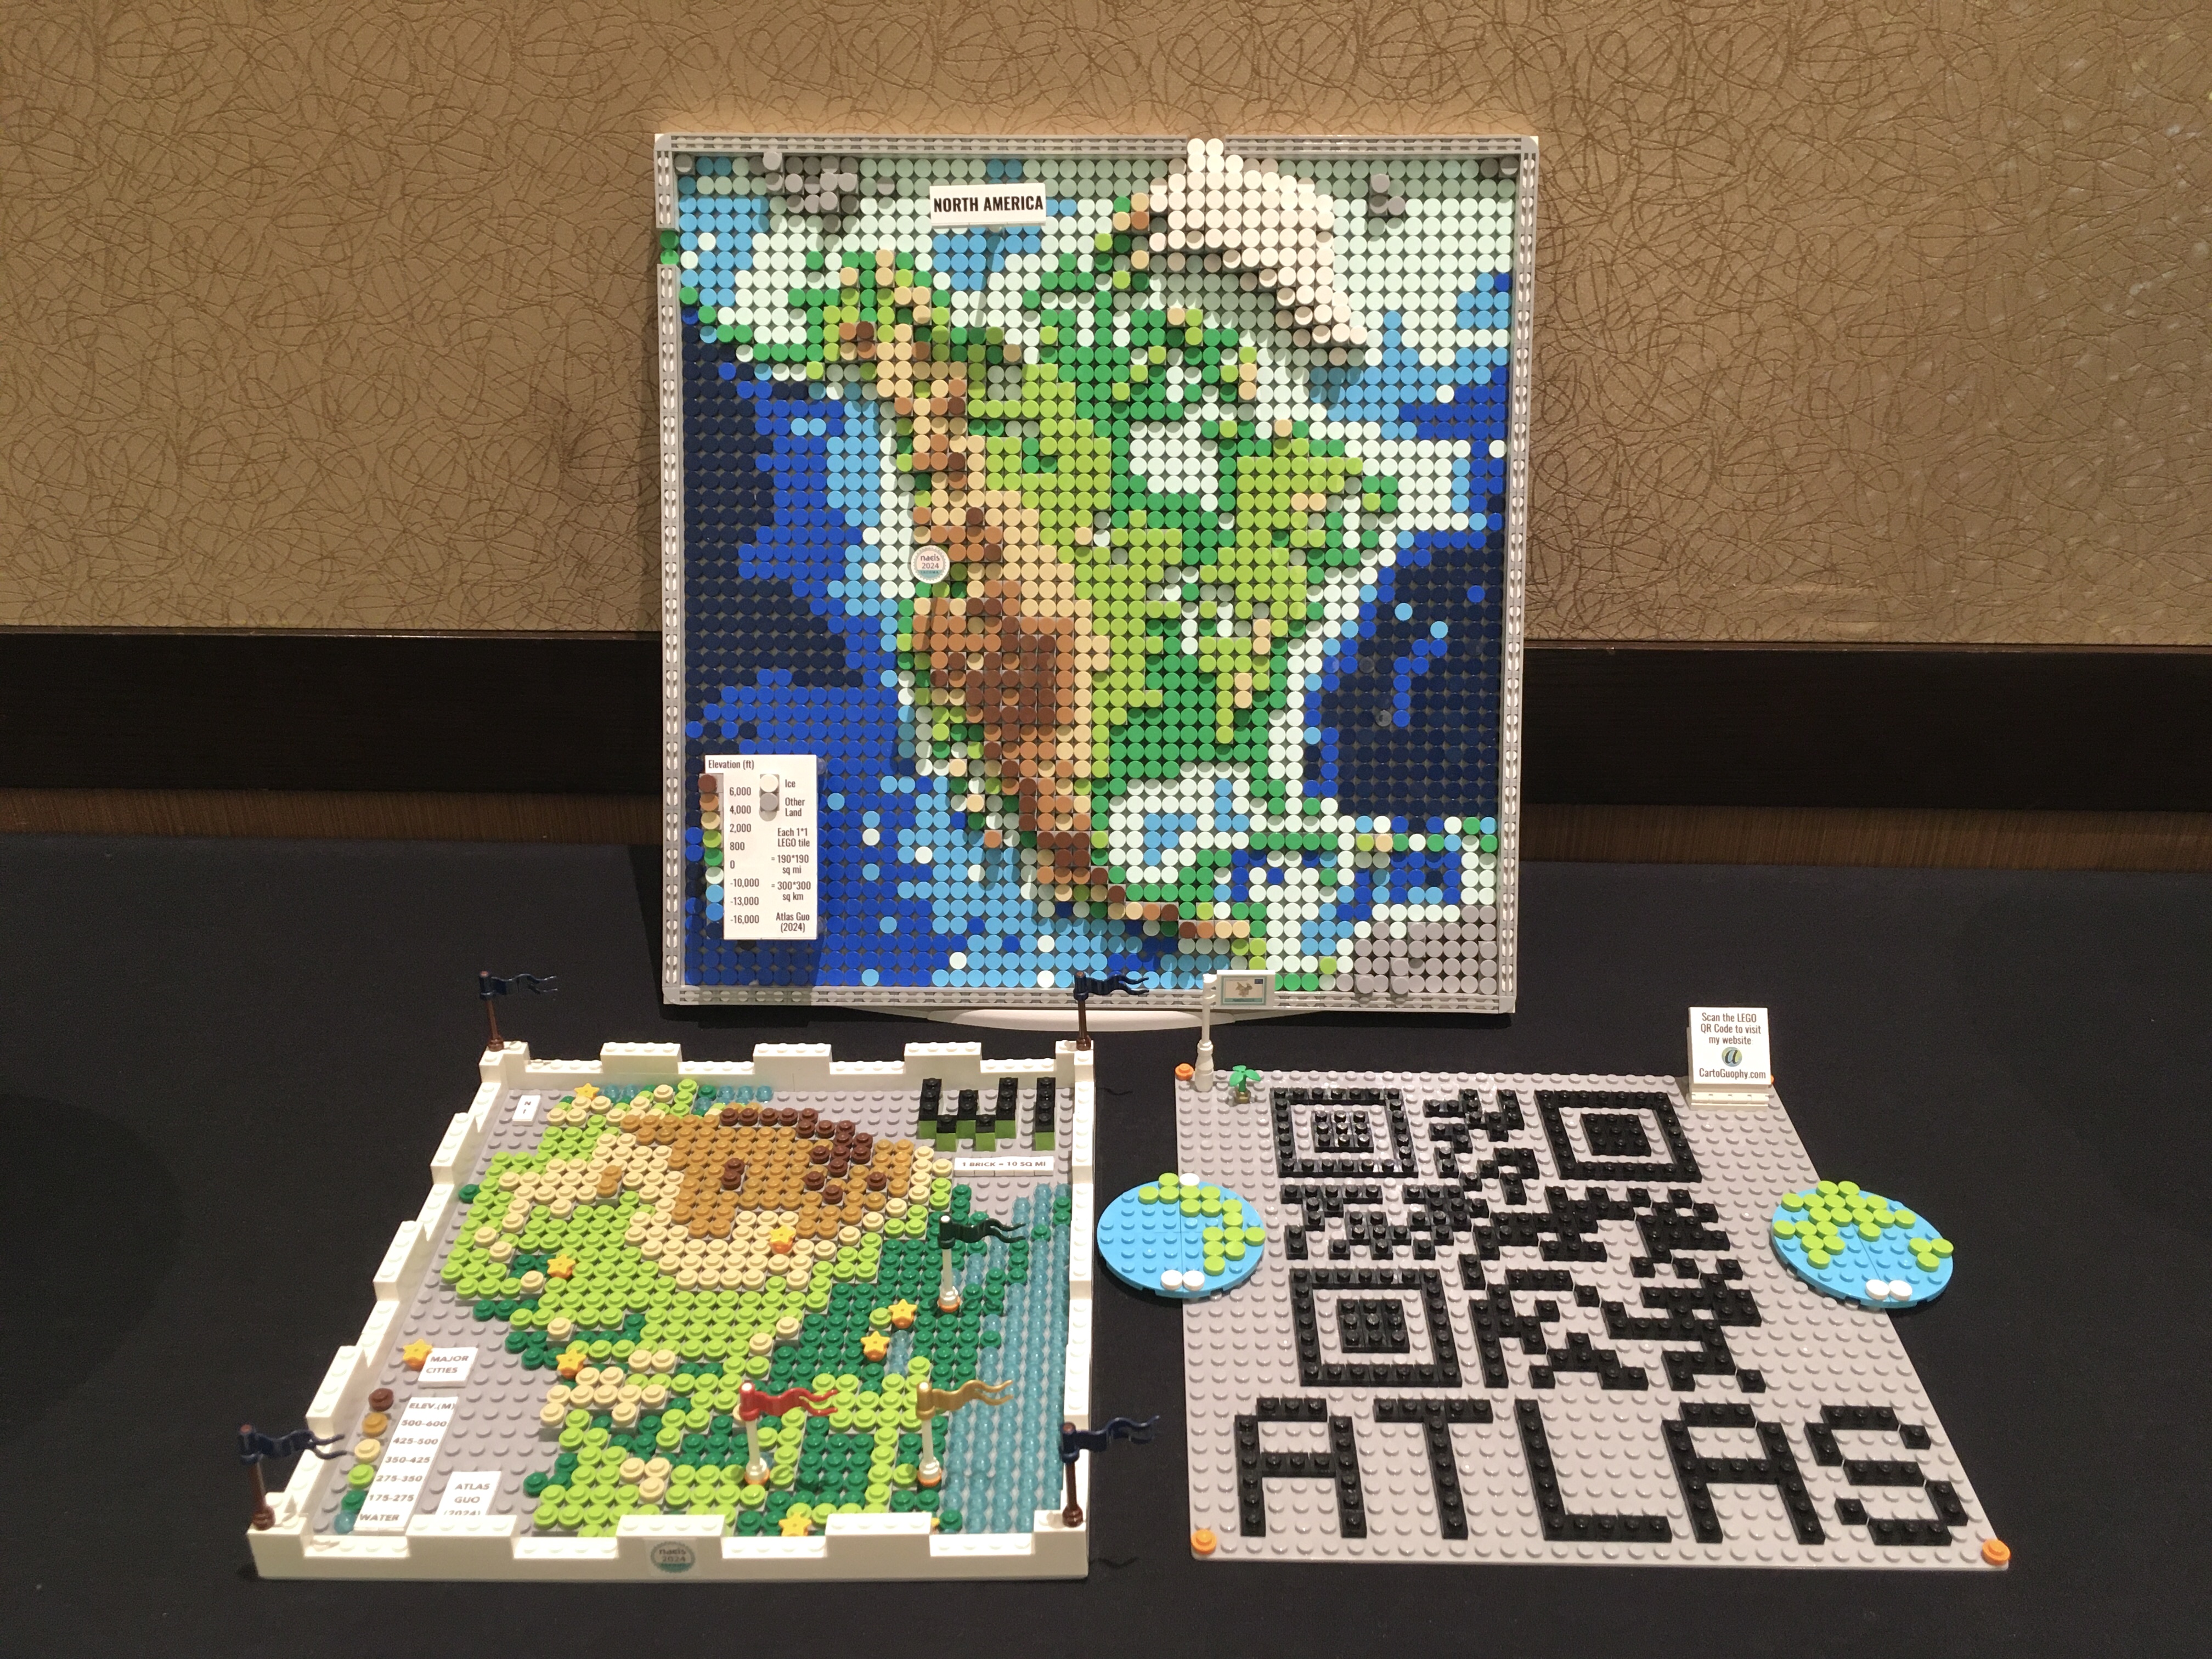 NORTH AMERICA
nacis
2024
Elevation (ft)
6,000
4,000
2,000
800
0
-10,000
-13,000
-16,000
Ice
Other
Land
Each 1*1
LEGO tile
= 190*190
sq mi
= 300*300
sq km
Atlas Guo
(2024)
Scan the LEGO
QR Code to visit
my website
CartoGuophy.com
N
WI
1 BRICK = 10 SQ MI
MAJOR
CITIES
ELEV.(M)
500-600
425-500
350-425
275-350
175-275
WATER
ATLAS
GUO
(2024)
nacis
2024
ATLAS